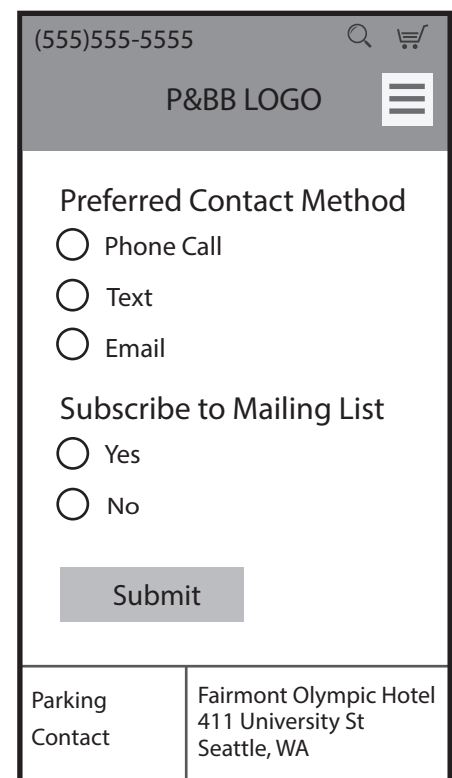 (555)555-5555
P&BB LOGO
Preferred Contact Method
Phone Call
Text
Email
Subscribe to Mailing List
Yes
No
Submit
Parking
Contact
Fairmont Olympic Hotel
411 University St
Seattle, WA